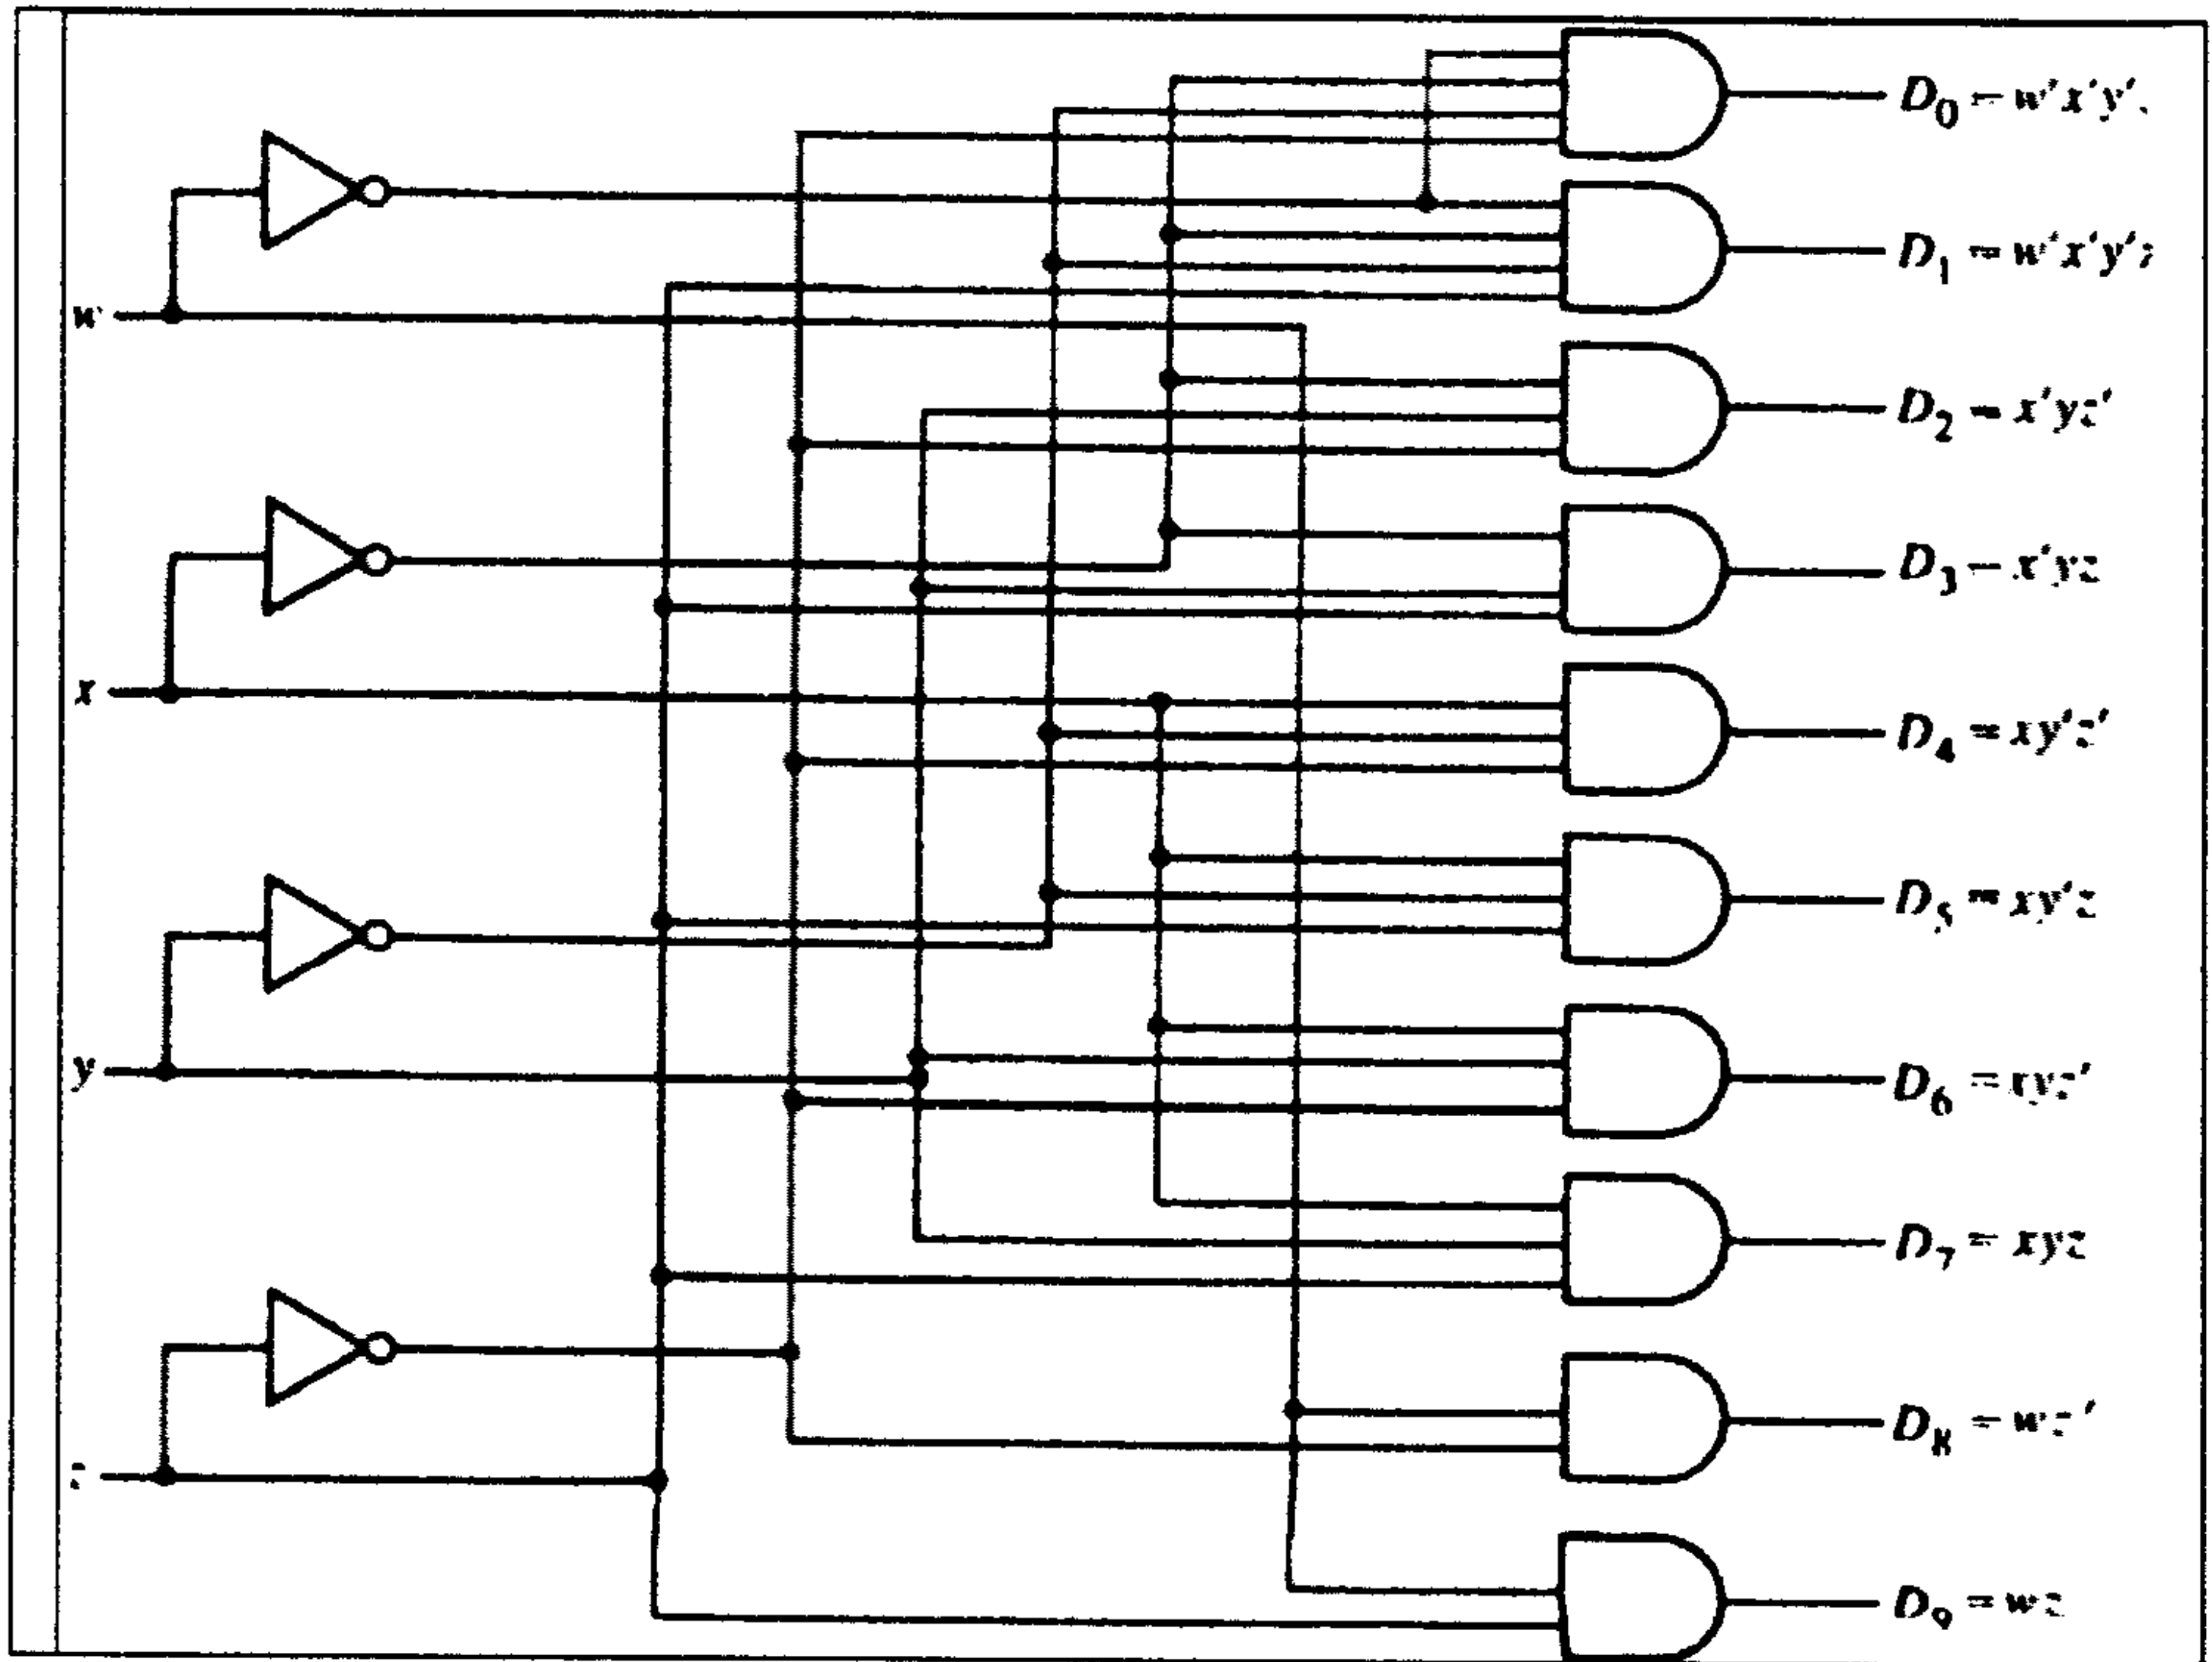 D0 = w'x'y'
w
D1 = w'x'y'z
D2 = x'yz'
D3 = x'yz
x
D4 = xy'z'
D5 = xy'z
y
D6 = xyz'
D7 = xyz
D8 = wz'
z
D9 = wz